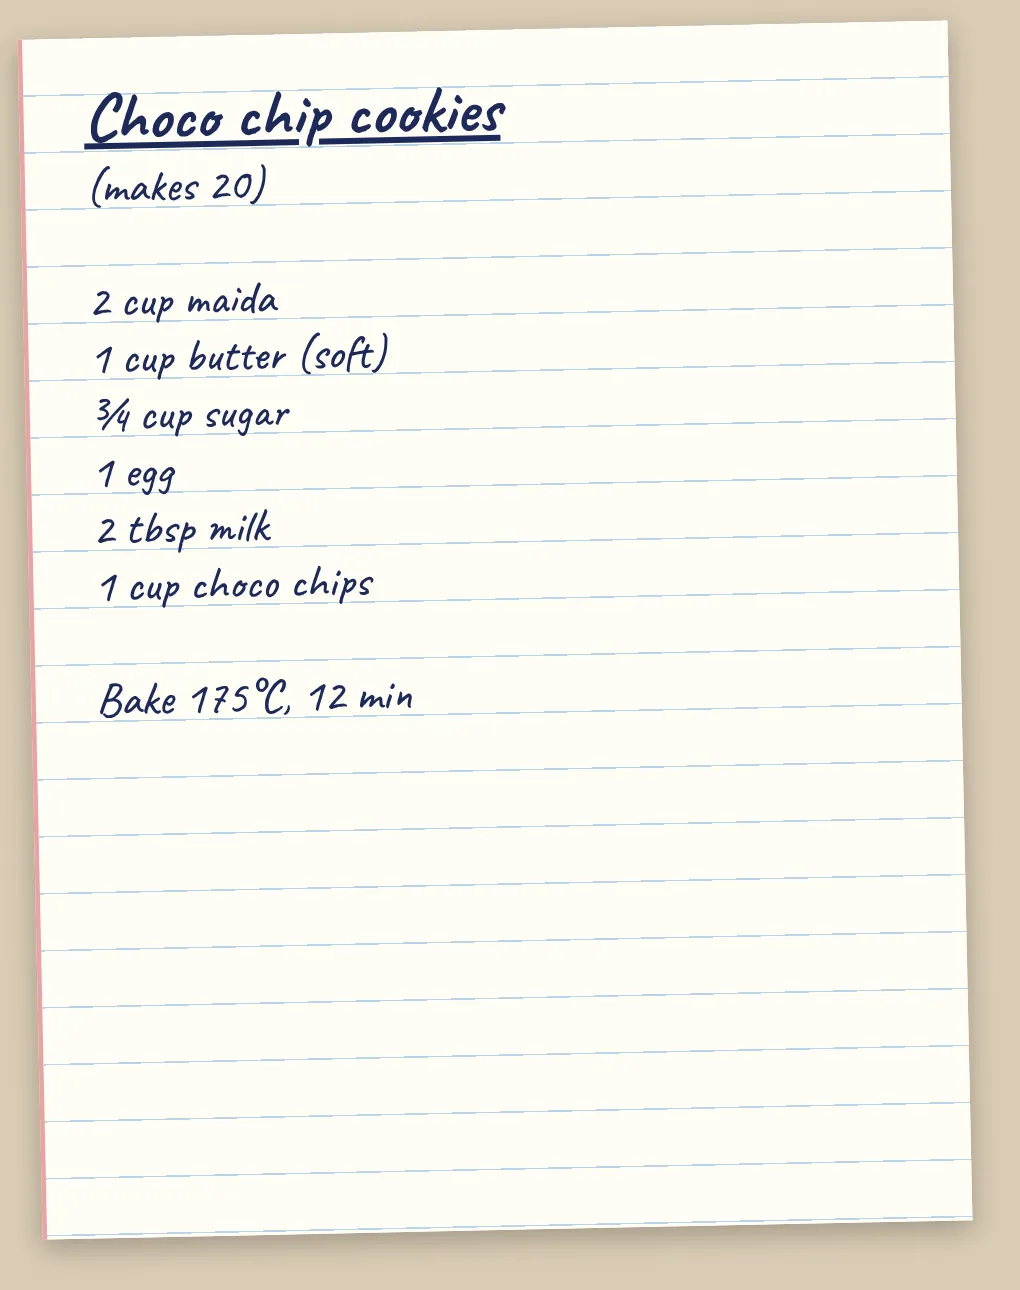 Choco chip cookies
(makes 20)
2 cup maida
1 cup butter (soft)
¾ cup sugar
1 egg
2 tbsp milk
1 cup choco chips
Bake 175°C, 12 min